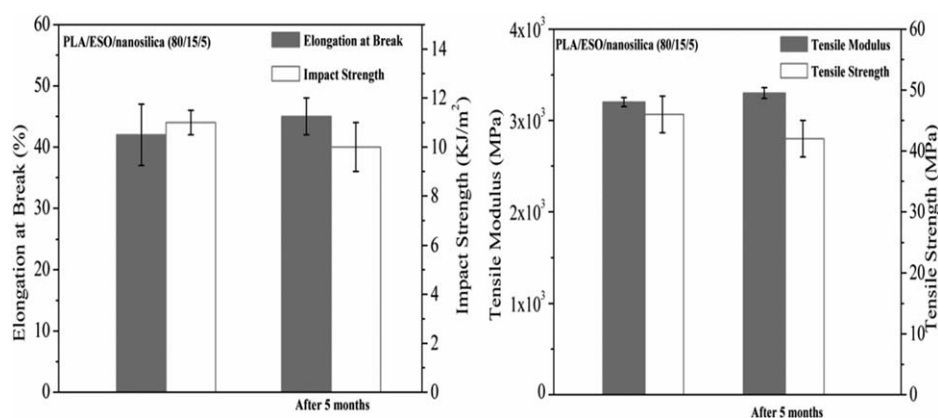 PLA/ESO/nanosilica (80/15/5)
Elongation at Break
Impact Strength
Elongation at Break (%)
60
50
40
30
20
10
0
Impact Strength (KJ/m²)
14
12
10
8
6
4
2
0
After 5 months
PLA/ESO/nanosilica (80/15/5)
Tensile Modulus
Tensile Strength
Tensile Modulus (MPa)
4x10³
3x10³
2x10³
1x10³
0
Tensile Strength (MPa)
60
50
40
30
20
10
0
After 5 months